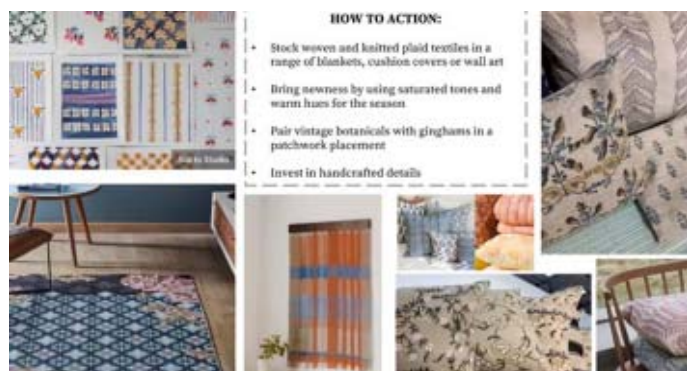 HOW TO ACTION:
• Stock woven and knitted plaid textiles in a
range of blankets, cushion covers or wall art
• Bring newness by using saturated tones and
warm hues for the season
• Pair vintage botanicals with ginghams in a
patchwork placement
• Invest in handcrafted details